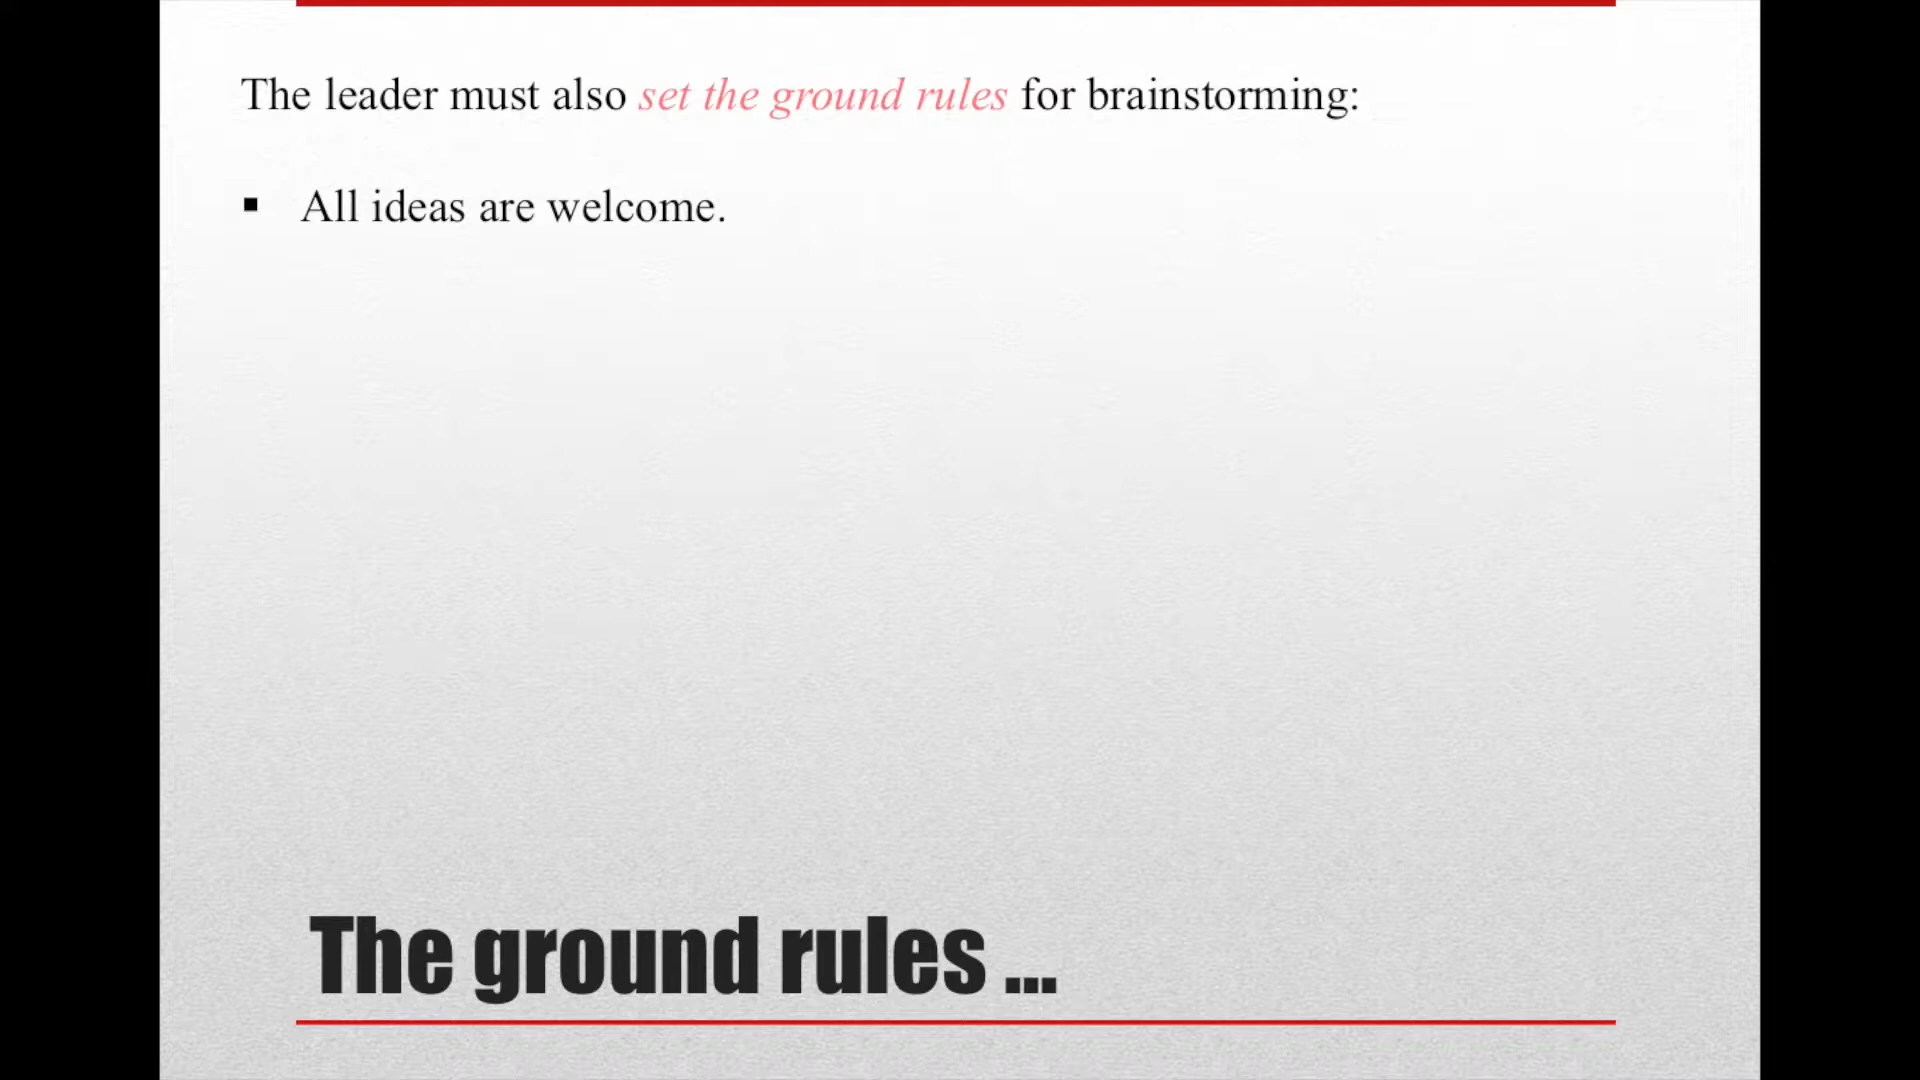 The leader must also set the ground rules for brainstorming:
▪ All ideas are welcome.
The ground rules ...